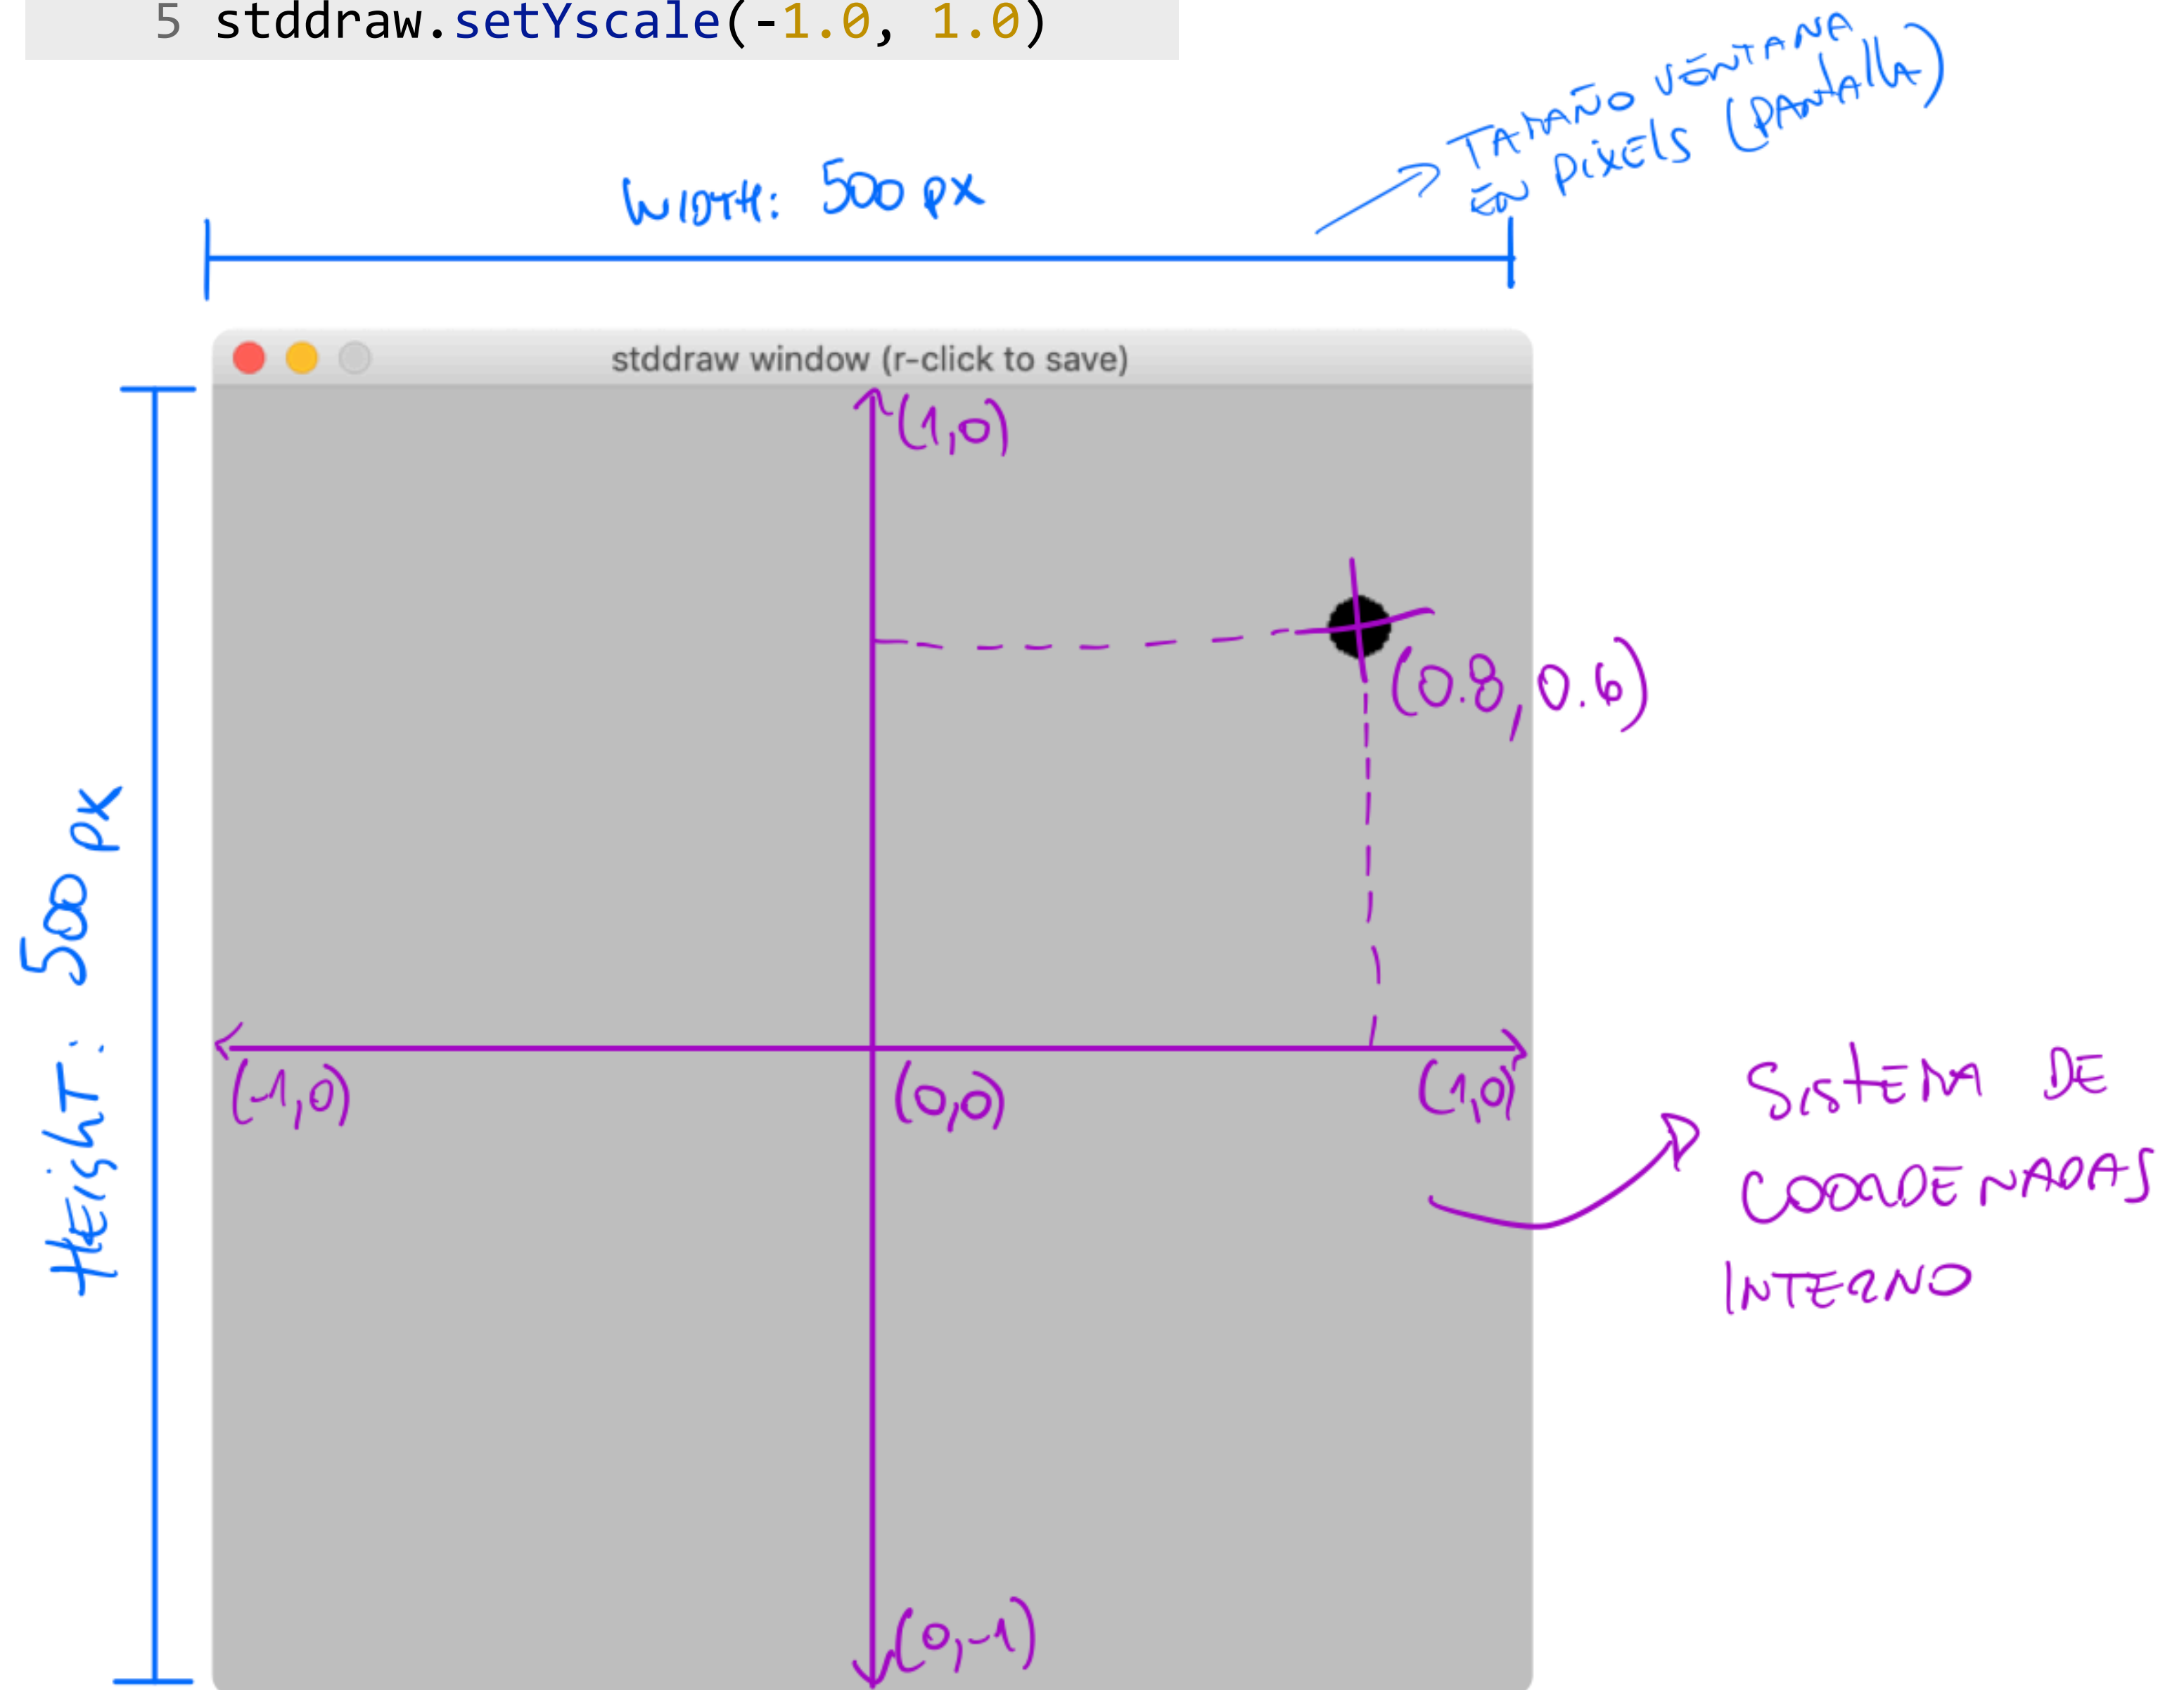 5 stddraw.setYscale(-1.0, 1.0)
TAMAÑO VENTANA
EN PIXELS (PANTALLA)
WIDTH: 500 px
stddraw window (r-click to save)
(1,0)
(0.8,0.6)
HEIGHT: 500 px
(-1,0)
(0,0)
(1,0)
SISTEMA DE
COORDENADAS
INTERNO
(0,-1)